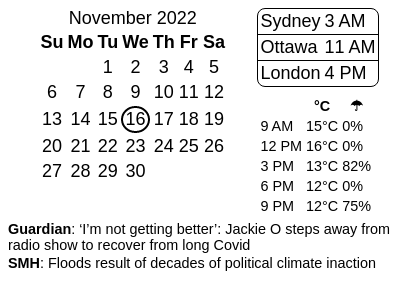 November 2022
Su Mo Tu We Th Fr Sa
1 2 3 4 5
6 7 8 9 10 11 12
13 14 15 16 17 18 19
20 21 22 23 24 25 26
27 28 29 30
Sydney 3 AM
Ottawa 11 AM
London 4 PM
°C ☂
9 AM 15°C 0%
12 PM 16°C 0%
3 PM 13°C 82%
6 PM 12°C 0%
9 PM 12°C 75%
Guardian: ‘I’m not getting better’: Jackie O steps away from
radio show to recover from long Covid
SMH: Floods result of decades of political climate inaction